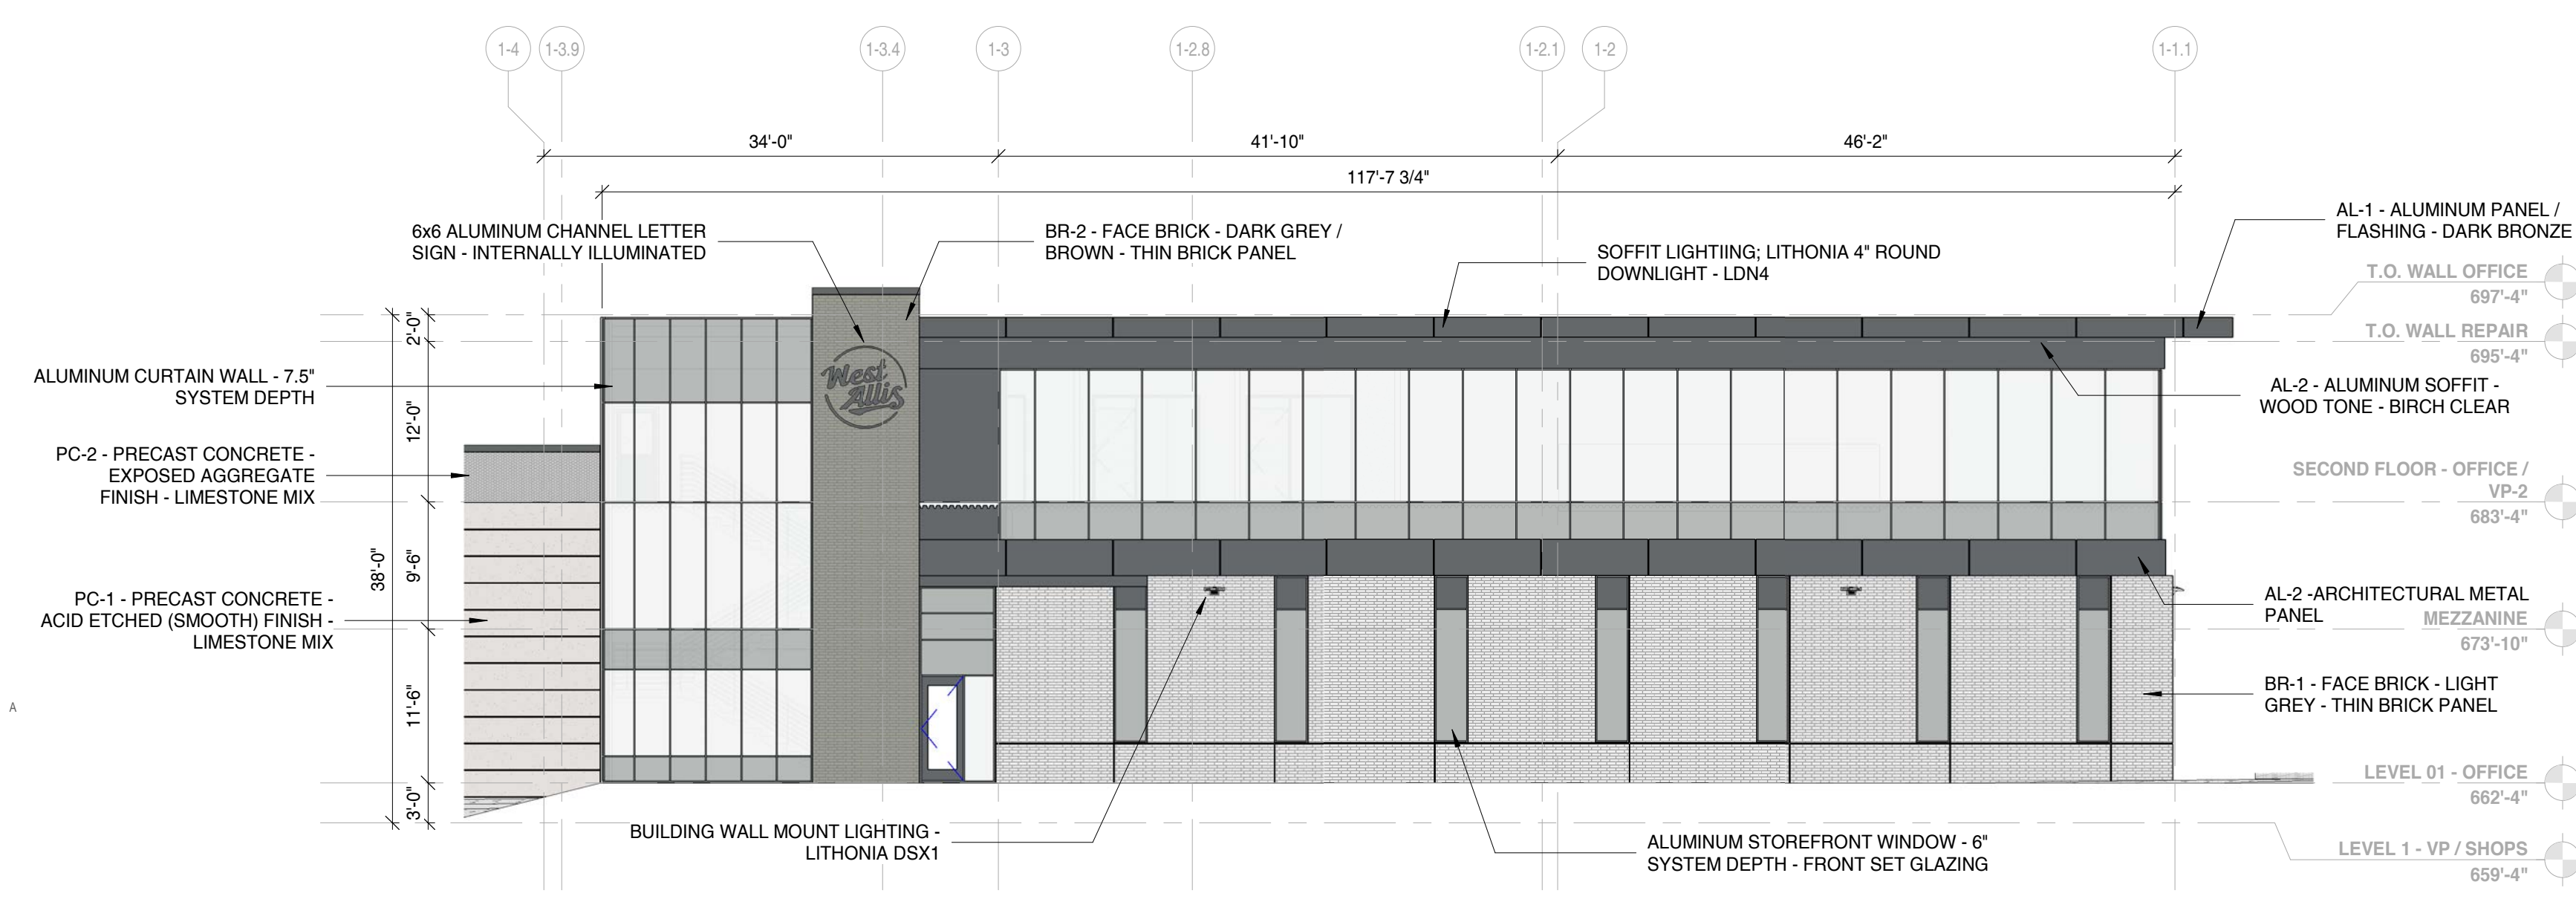 1-4
1-3.9
1-3.4
1-3
1-2.8
1-2.1
1-2
1-1.1
34'-0"
41'-10"
46'-2"
117'-7 3/4"
6x6 ALUMINUM CHANNEL LETTER
SIGN - INTERNALLY ILLUMINATED
BR-2 - FACE BRICK - DARK GREY /
BROWN - THIN BRICK PANEL
SOFFIT LIGHTIING; LITHONIA 4" ROUND
DOWNLIGHT - LDN4
AL-1 - ALUMINUM PANEL /
FLASHING - DARK BRONZE
T.O. WALL OFFICE
697'-4"
T.O. WALL REPAIR
695'-4"
ALUMINUM CURTAIN WALL - 7.5"
SYSTEM DEPTH
AL-2 - ALUMINUM SOFFIT -
WOOD TONE - BIRCH CLEAR
West
Allis
PC-2 - PRECAST CONCRETE -
EXPOSED AGGREGATE
FINISH - LIMESTONE MIX
SECOND FLOOR - OFFICE /
VP-2
683'-4"
2'-0"
12'-0"
9'-6"
11'-6"
3'-0"
38'-0"
PC-1 - PRECAST CONCRETE -
ACID ETCHED (SMOOTH) FINISH -
LIMESTONE MIX
AL-2 -ARCHITECTURAL METAL
PANEL
MEZZANINE
673'-10"
BR-1 - FACE BRICK - LIGHT
GREY - THIN BRICK PANEL
A
LEVEL 01 - OFFICE
662'-4"
BUILDING WALL MOUNT LIGHTING -
LITHONIA DSX1
ALUMINUM STOREFRONT WINDOW - 6"
SYSTEM DEPTH - FRONT SET GLAZING
LEVEL 1 - VP / SHOPS
659'-4"